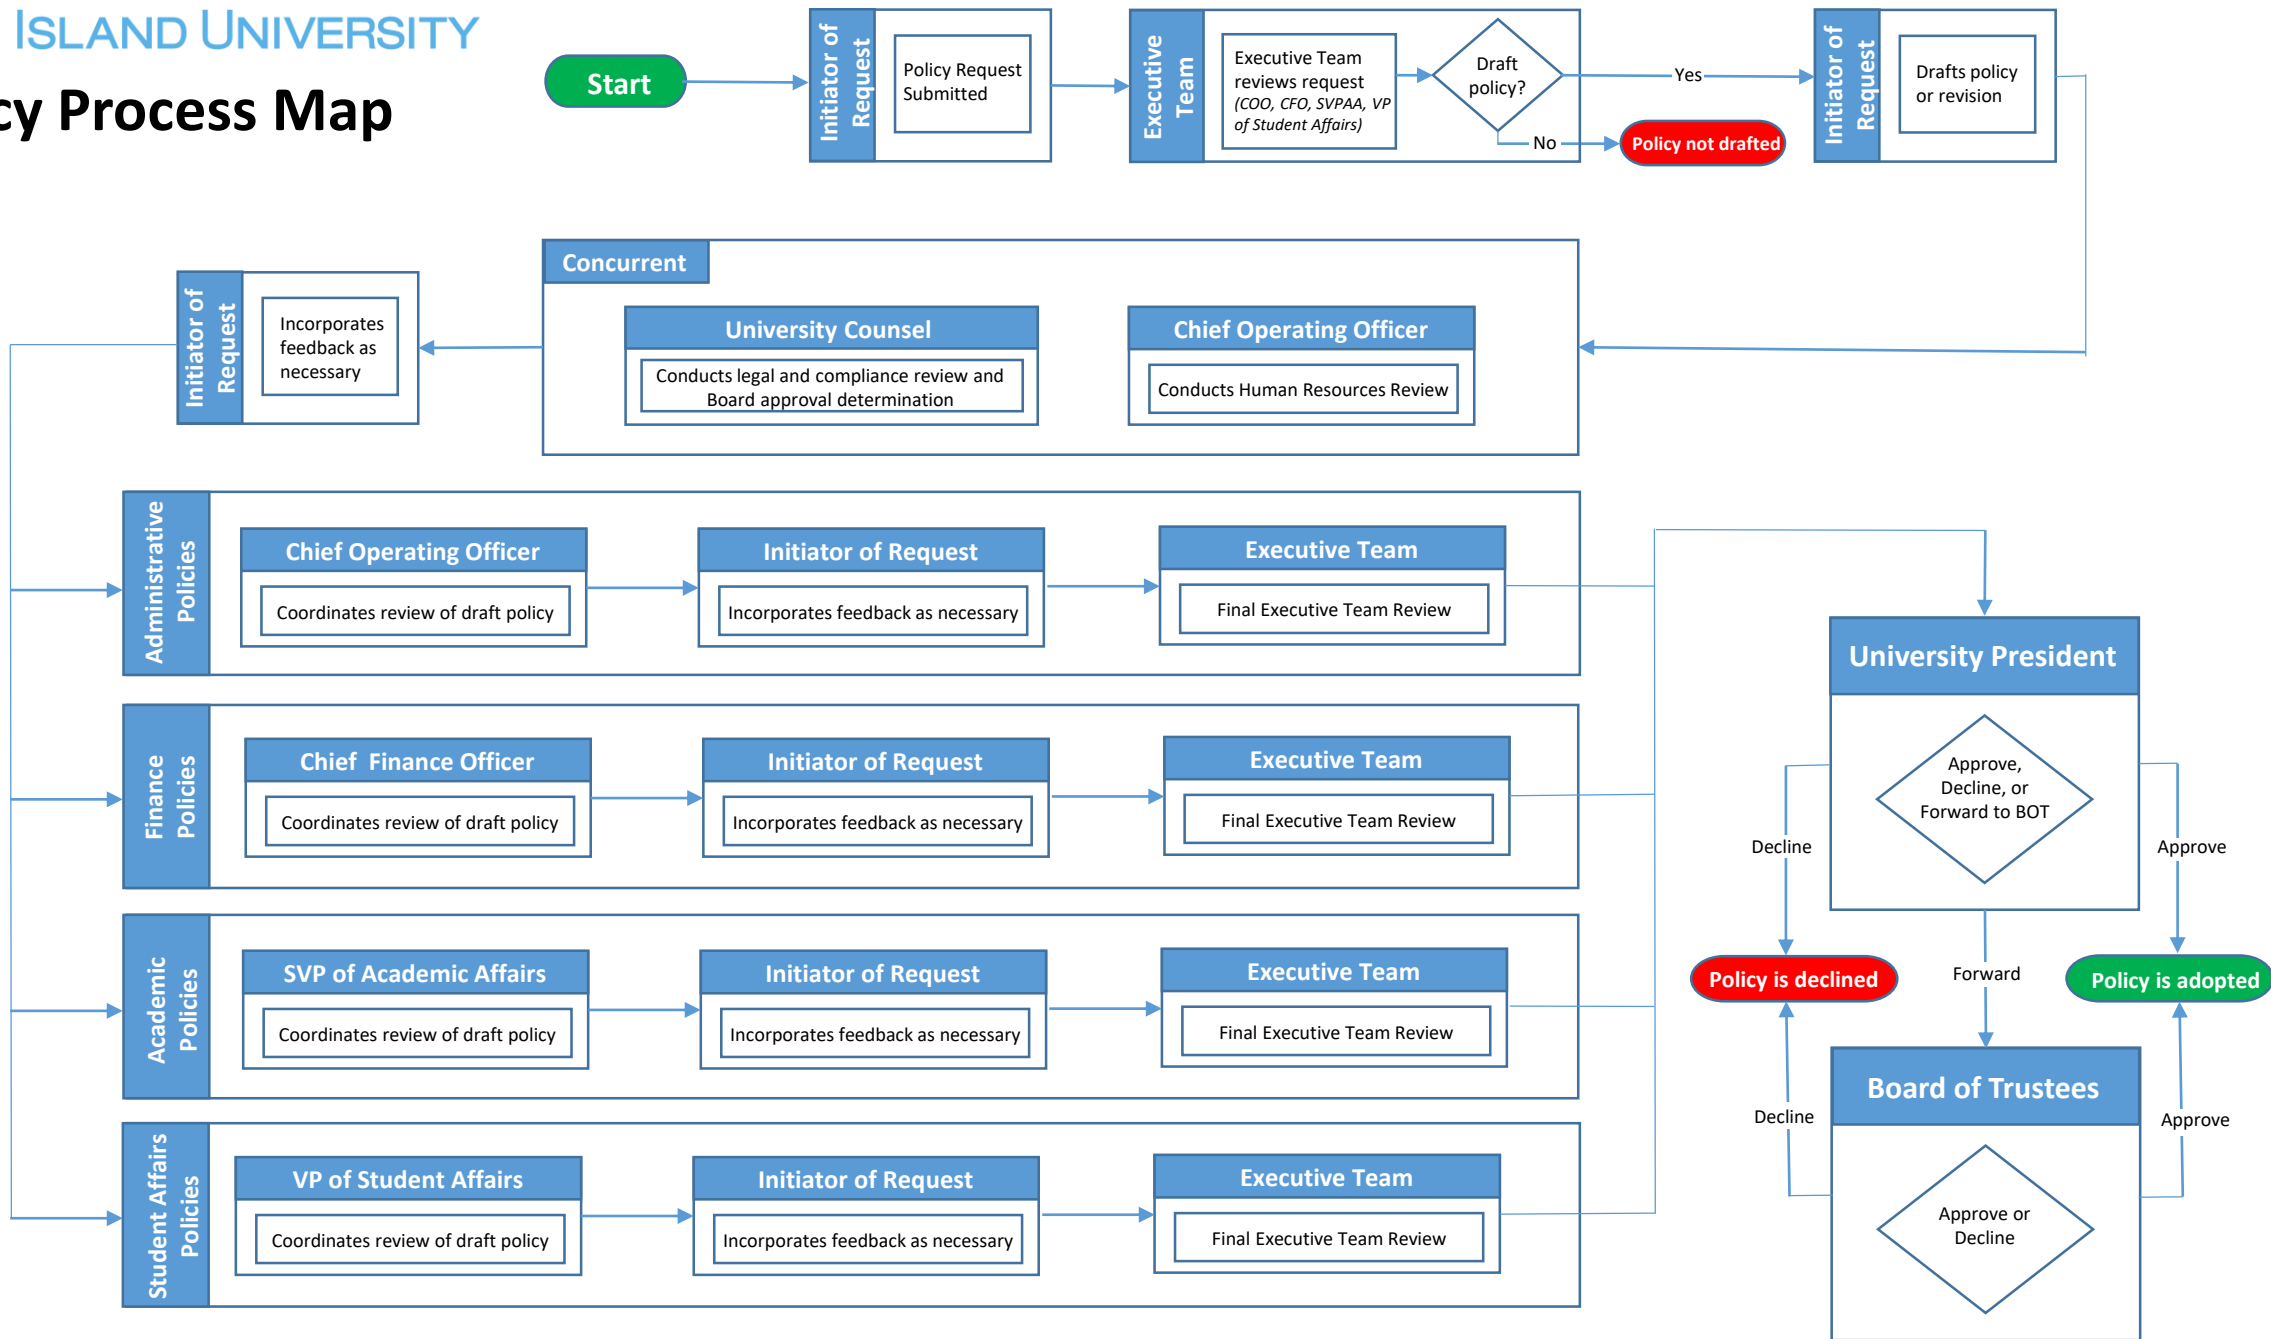 ISLAND UNIVERSITY
Process Map
Start
Initiator of
Request
Policy Request
Submitted
Executive
Team
Executive Team
reviews request
(COO, CFO, SVPAA, VP
of Student Affairs)
Draft
policy?
Yes
No
Policy not drafted
Initiator of
Request
Drafts policy
or revision
Concurrent
University Counsel
Conducts legal and compliance review and
Board approval determination
Chief Operating Officer
Conducts Human Resources Review
Initiator of
Request
Incorporates
feedback as
necessary
Administrative
Policies
Chief Operating Officer
Coordinates review of draft policy
Initiator of Request
Incorporates feedback as necessary
Executive Team
Final Executive Team Review
Finance
Policies
Chief  Finance Officer
Coordinates review of draft policy
Initiator of Request
Incorporates feedback as necessary
Executive Team
Final Executive Team Review
Academic
Policies
SVP of Academic Affairs
Coordinates review of draft policy
Initiator of Request
Incorporates feedback as necessary
Executive Team
Final Executive Team Review
Student Affairs
Policies
VP of Student Affairs
Coordinates review of draft policy
Initiator of Request
Incorporates feedback as necessary
Executive Team
Final Executive Team Review
University President
Approve,
Decline, or
Forward to BOT
Decline
Approve
Forward
Policy is declined
Policy is adopted
Board of Trustees
Decline
Approve
Approve or
Decline